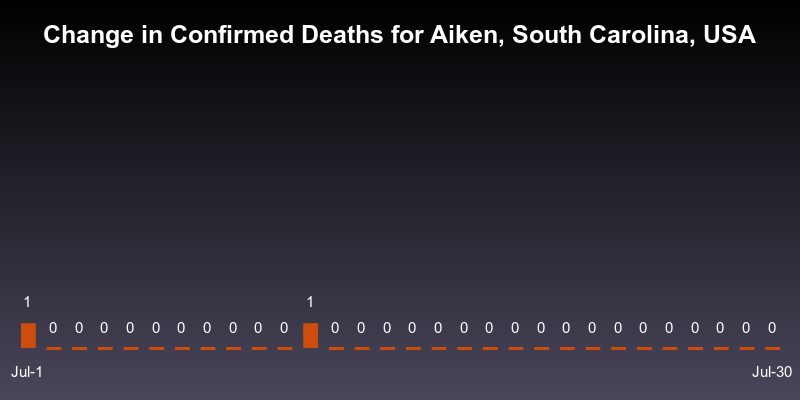 Change in Confirmed Deaths for Aiken, South Carolina, USA
1 1
0 0 0 0 0 0 0 0 0 0 0 0 0 0 0 0 0 0 0 0 0 0 0 0 0 0 0 0
Jul-1 Jul-30